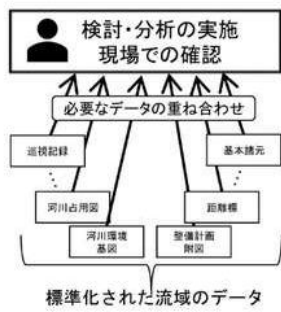 検討・分析の実施
現場での確認
必要なデータの重ね合わせ
巡視記録
基本諸元
河川占用図
距離標
河川環境
基図
整備計画
附図
標準化された流域のデータ